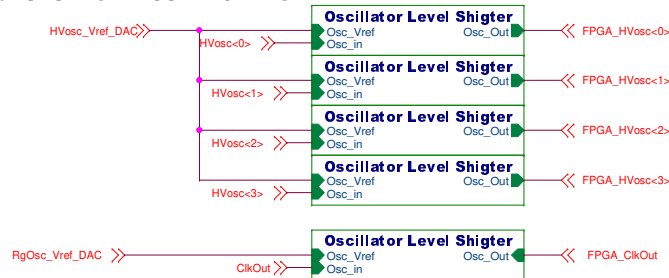 Oscillator Level Shigter
HVosc_Vref_DAC
Osc_Vref
Osc_Out
FPGA_HVosc<0>
HVosc<0>
Osc_in
Oscillator Level Shigter
Osc_Vref
Osc_Out
FPGA_HVosc<1>
HVosc<1>
Osc_in
Oscillator Level Shigter
Osc_Vref
Osc_Out
FPGA_HVosc<2>
HVosc<2>
Osc_in
Oscillator Level Shigter
Osc_Vref
Osc_Out
FPGA_HVosc<3>
HVosc<3>
Osc_in
Oscillator Level Shigter
RgOsc_Vref_DAC
Osc_Vref
Osc_Out
FPGA_ClkOut
ClkOut
Osc_in